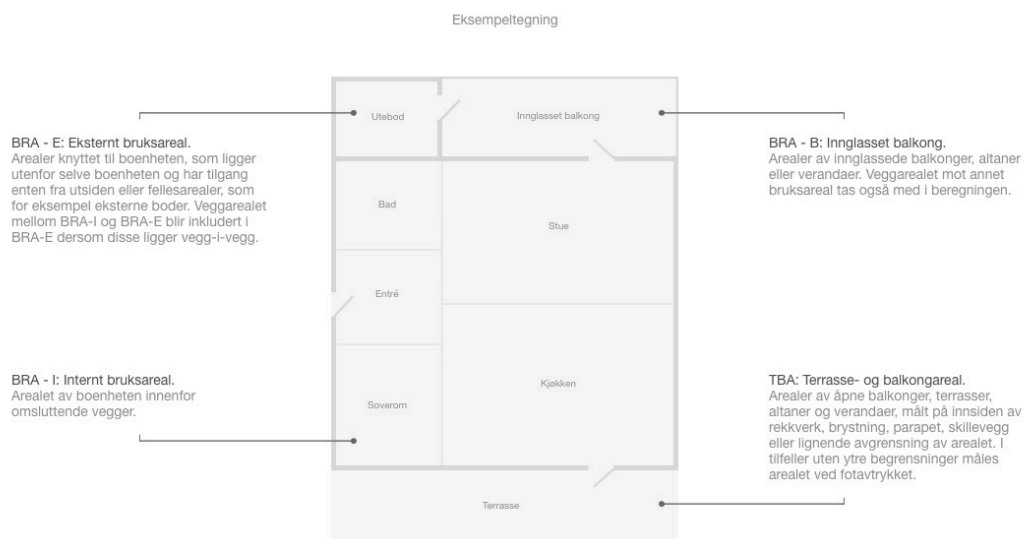 Eksempeltegning
Utebod
Innglasset balkong
BRA - E: Eksternt bruksareal.
Arealer knyttet til boenheten, som ligger
utenfor selve boenheten og har tilgang
enten fra utsiden eller fellesarealer, som
for eksempel eksterne boder. Veggarealet
mellom BRA-I og BRA-E blir inkludert i
BRA-E dersom disse ligger vegg-i-vegg.
BRA - B: Innglasset balkong.
Arealer av innglassede balkonger, altaner
eller verandaer. Veggarealet mot annet
bruksareal tas også med i beregningen.
Bad
Stue
Entré
BRA - I: Internt bruksareal.
Arealet av boenheten innenfor
omsluttende vegger.
Soverom
Kjøkken
TBA: Terrasse- og balkongareal.
Arealer av åpne balkonger, terrasser,
altaner og verandaer, målt på innsiden av
rekkverk, brystning, parapet, skillevegg
eller lignende avgrensning av arealet. I
tilfeller uten ytre begrensninger måles
arealet ved fotavtrykket.
Terrasse